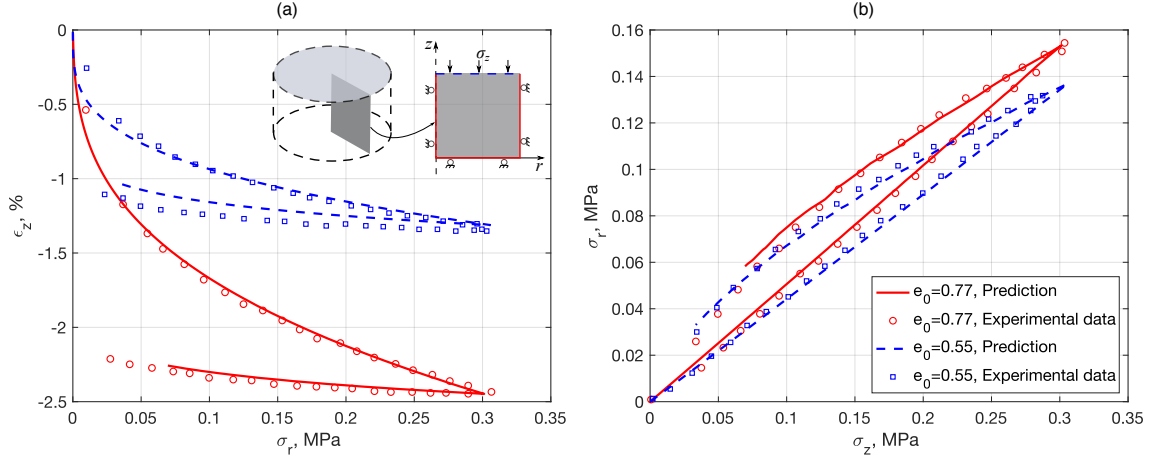 (a)
0
-0.5
-1
-1.5
-2
-2.5
ϵz, %
0
0.05
0.1
0.15
0.2
0.25
0.3
0.35
σr, MPa
z
σz
r
(b)
0.16
0.14
0.12
0.1
0.08
0.06
0.04
0.02
0
σr, MPa
0
0.05
0.1
0.15
0.2
0.25
0.3
0.35
σz, MPa
e0=0.77, Prediction
e0=0.77, Experimental data
e0=0.55, Prediction
e0=0.55, Experimental data